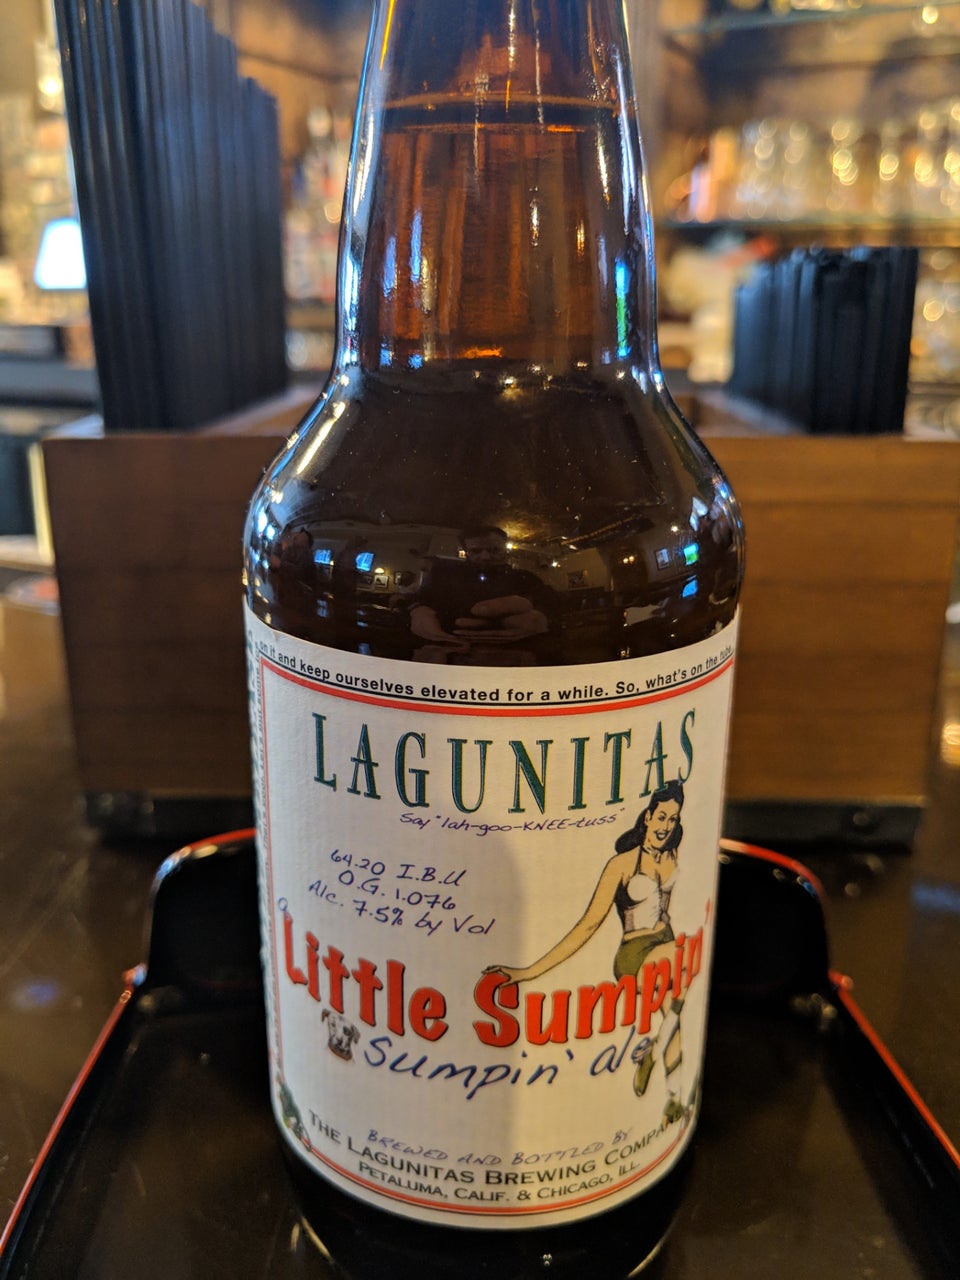 on it and keep ourselves elevated for a while. So, what's on the tube
LAGUNITAS
Say "lah-goo-KNEE-tuss"
64.20 I.B.U
O.G. 1.076
Alc. 7.5% by Vol
a
Little Sumpin'
Sumpin' ale
BREWED AND BOTTLED BY
THE LAGUNITAS BREWING COMPANY
PETALUMA, CALIF. & CHICAGO, ILL.